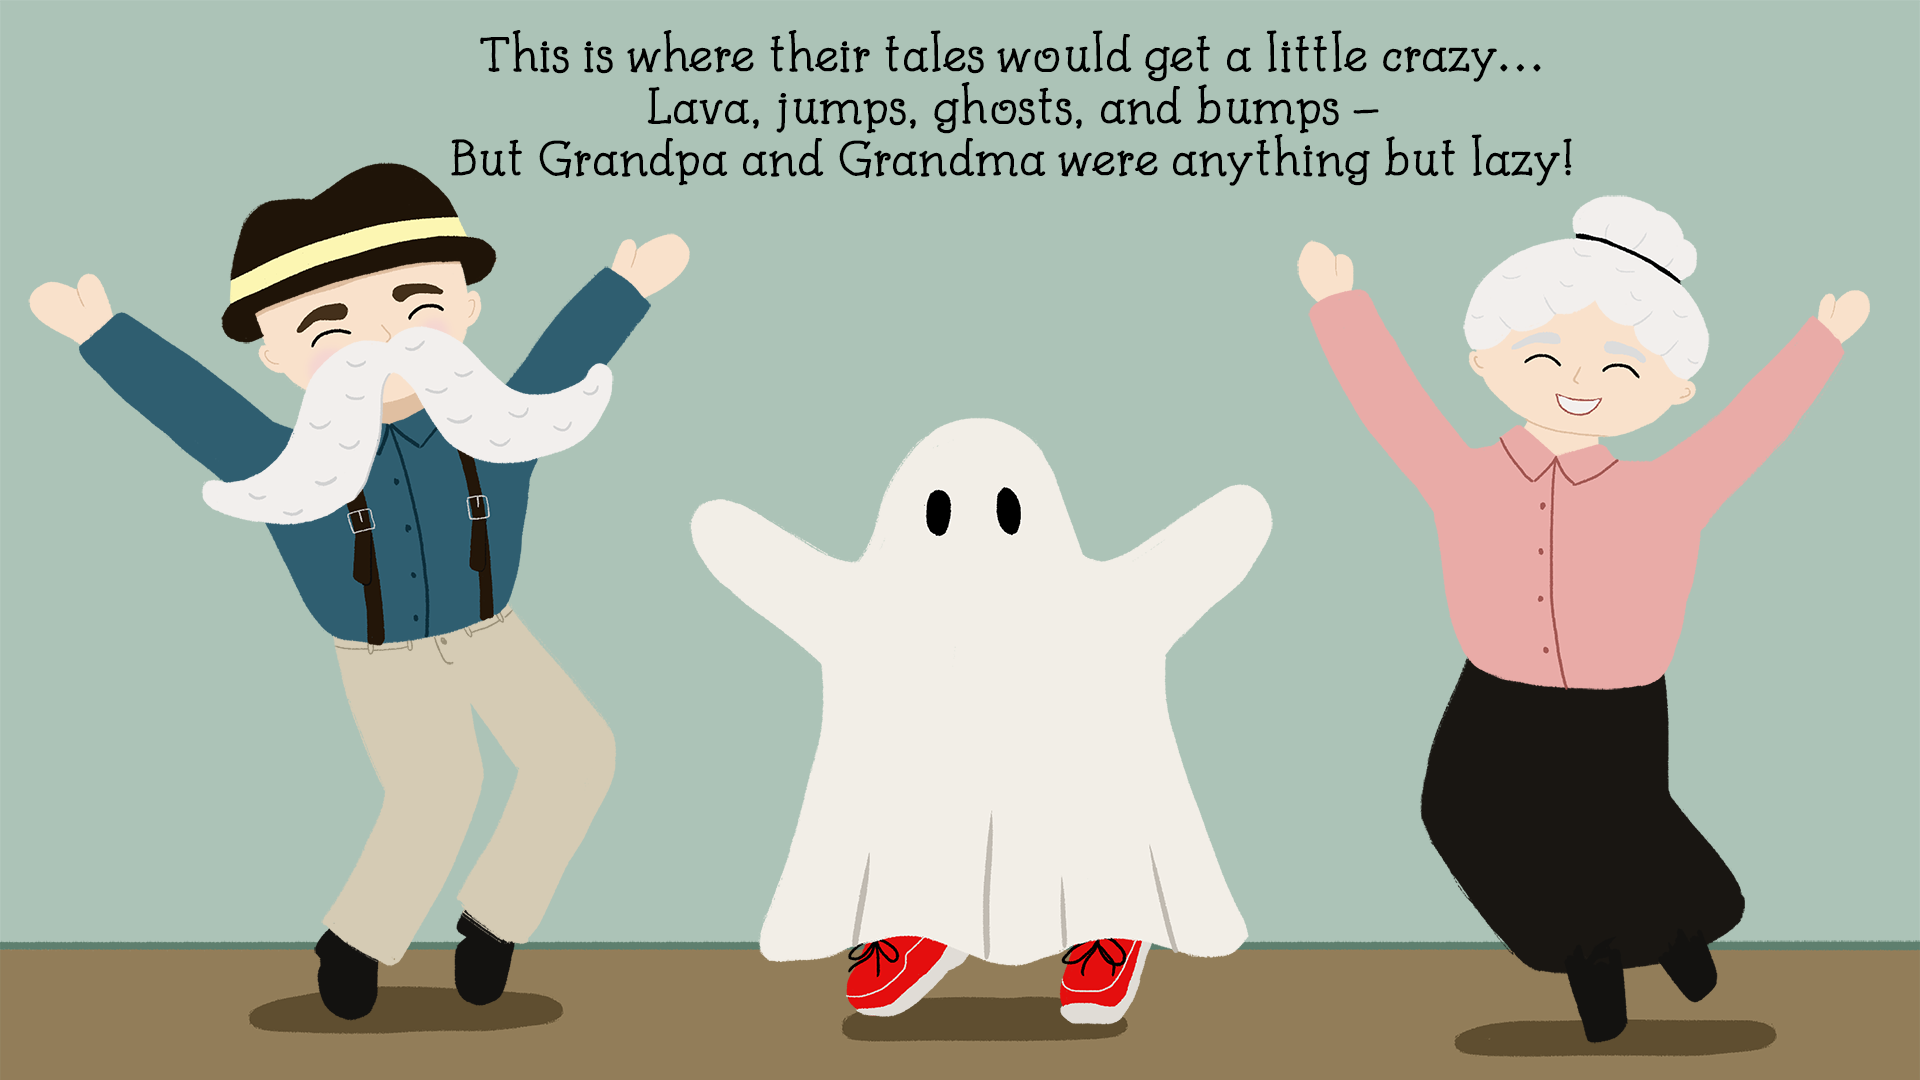 This is where their tales would get a little crazy...
Lava, jumps, ghosts, and bumps –
But Grandpa and Grandma were anything but lazy!